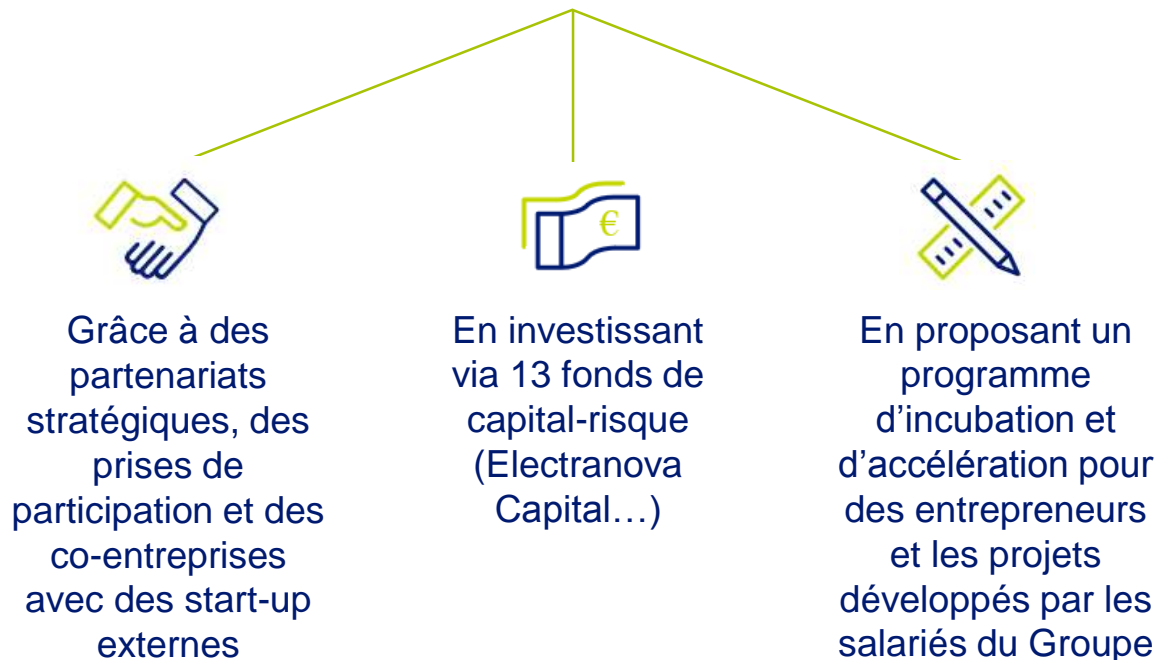 €
Grâce à des
partenariats
stratégiques, des
prises de
participation et des
co-entreprises
avec des start-up
externes
En investissant
via 13 fonds de
capital-risque
(Electranova
Capital…)
En proposant un
programme
d’incubation et
d’accélération pour
des entrepreneurs
et les projets
développés par les
salariés du Groupe